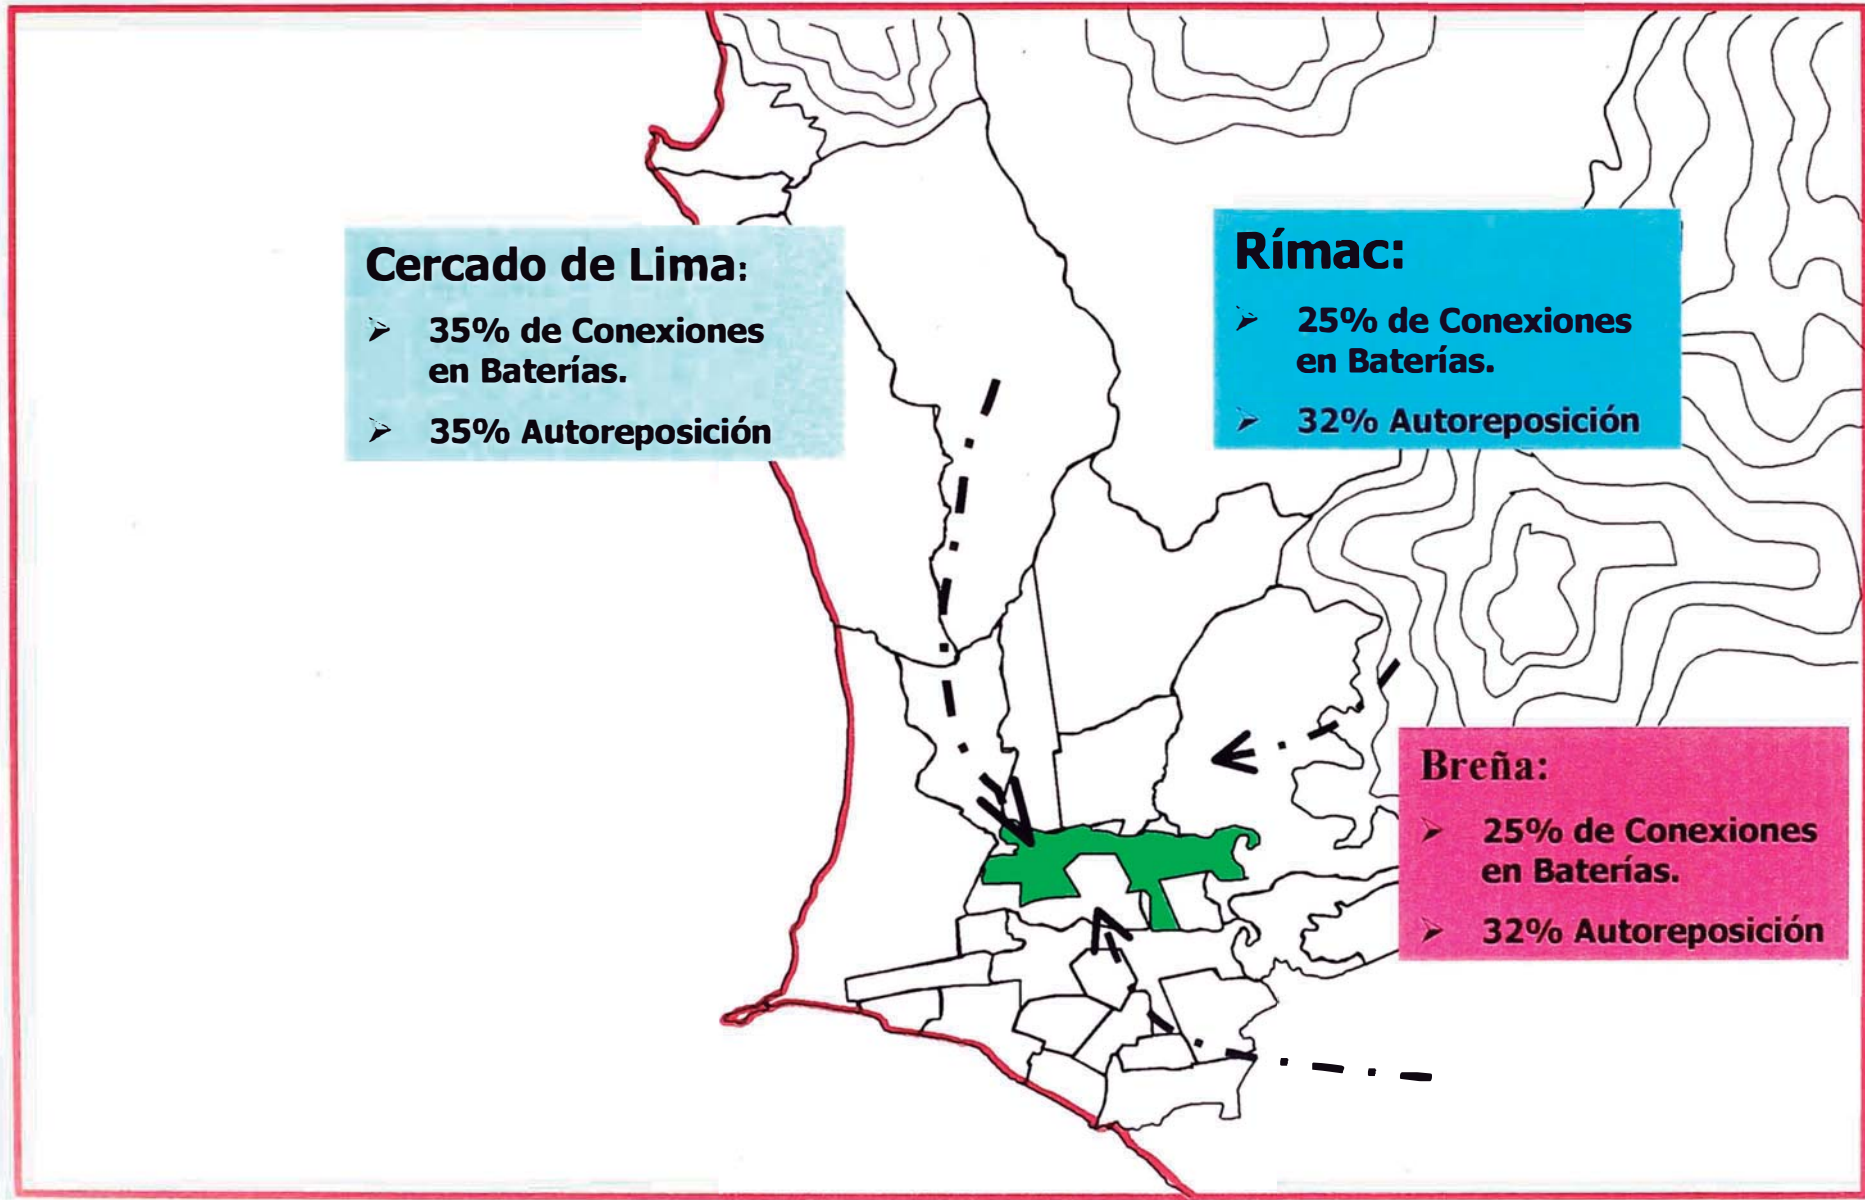 Cercado de Lima:
➢ 35% de Conexiones
en Baterías.
➢ 35% Autoreposición
Rímac:
➢ 25% de Conexiones
en Baterías.
➢ 32% Autoreposición
Breña:
➢ 25% de Conexiones
en Baterías.
➢ 32% Autoreposición